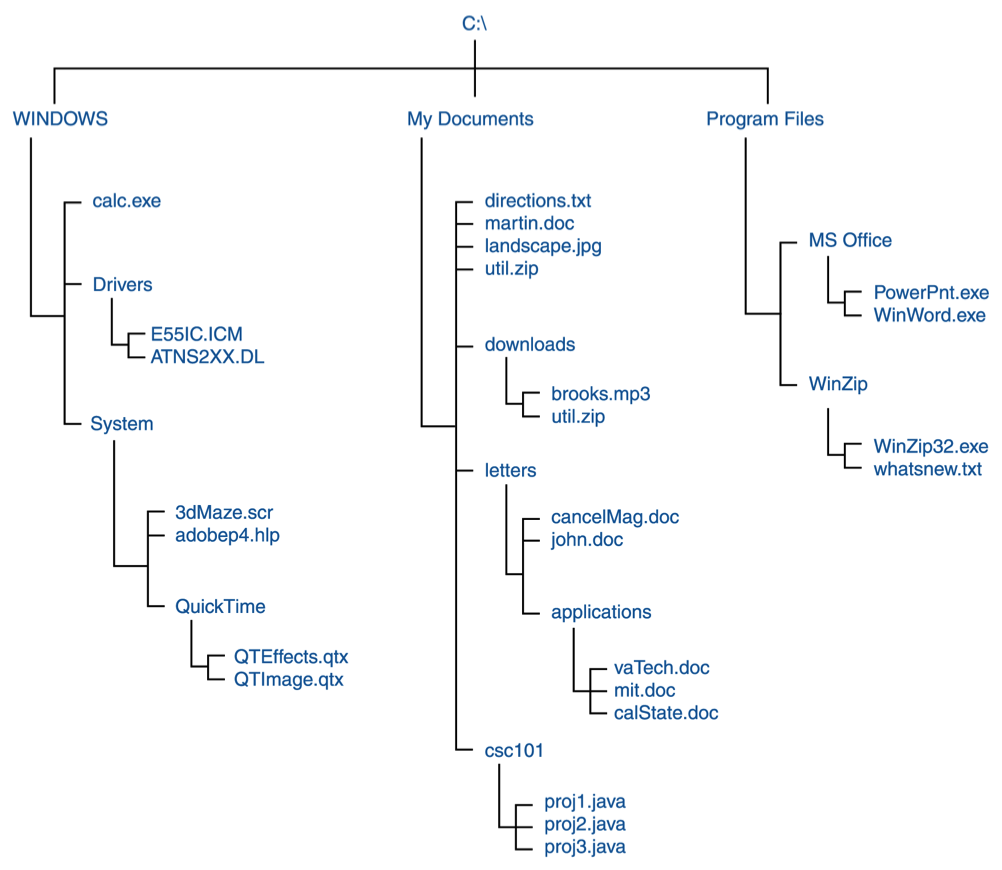 C:\
WINDOWS
My Documents
Program Files
calc.exe
Drivers
E55IC.ICM
ATNS2XX.DL
System
3dMaze.scr
adobep4.hlp
QuickTime
QTEffects.qtx
QTImage.qtx
directions.txt
martin.doc
landscape.jpg
util.zip
downloads
brooks.mp3
util.zip
letters
cancelMag.doc
john.doc
applications
vaTech.doc
mit.doc
calState.doc
csc101
proj1.java
proj2.java
proj3.java
MS Office
PowerPnt.exe
WinWord.exe
WinZip
WinZip32.exe
whatsnew.txt